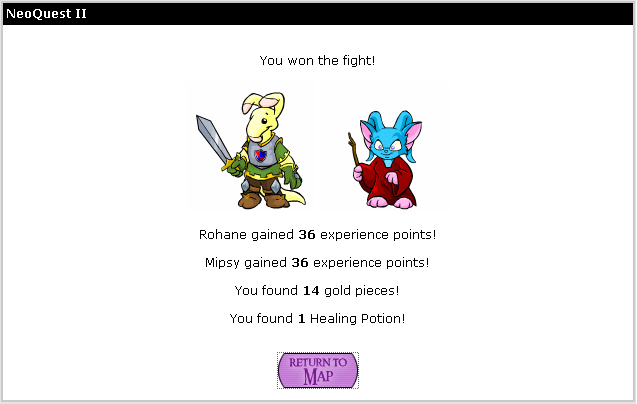 NeoQuest II
You won the fight!
Rohane gained 36 experience points!
Mipsy gained 36 experience points!
You found 14 gold pieces!
You found 1 Healing Potion!
RETURN TO
MAP